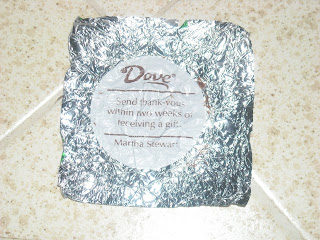 Dove
Send thank-yous
within two weeks of
receiving a gift.
Martha Stewart